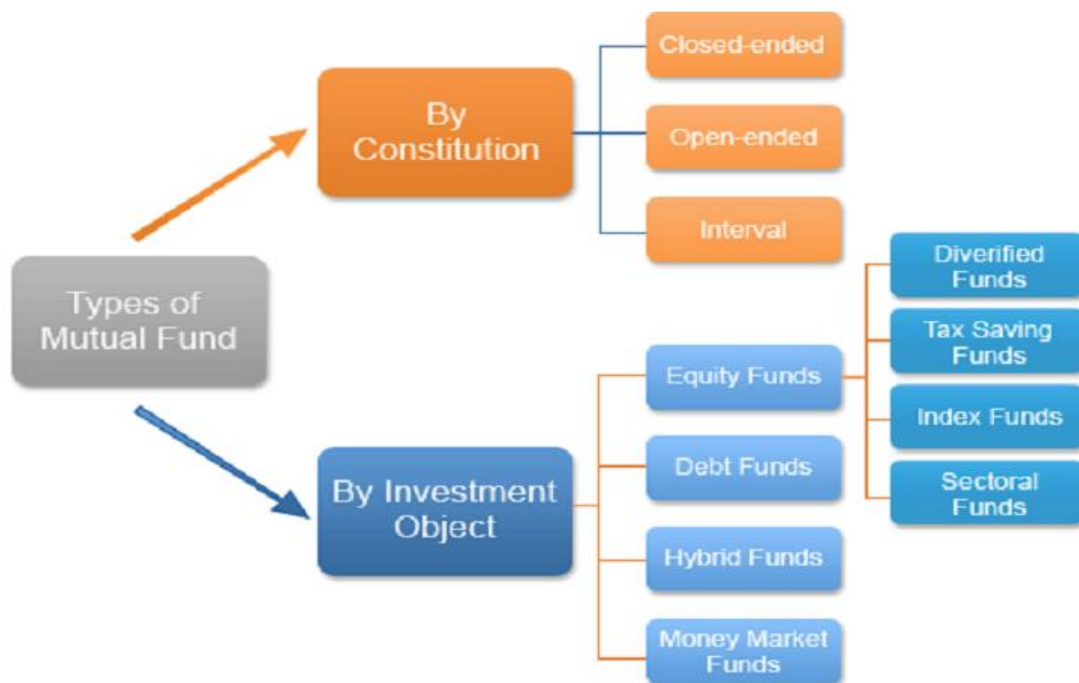 Types of
Mutual Fund
By
Constitution
Closed-ended
Open-ended
Interval
By Investment
Object
Equity Funds
Debt Funds
Hybrid Funds
Money Market
Funds
Diverified
Funds
Tax Saving
Funds
Index Funds
Sectoral
Funds